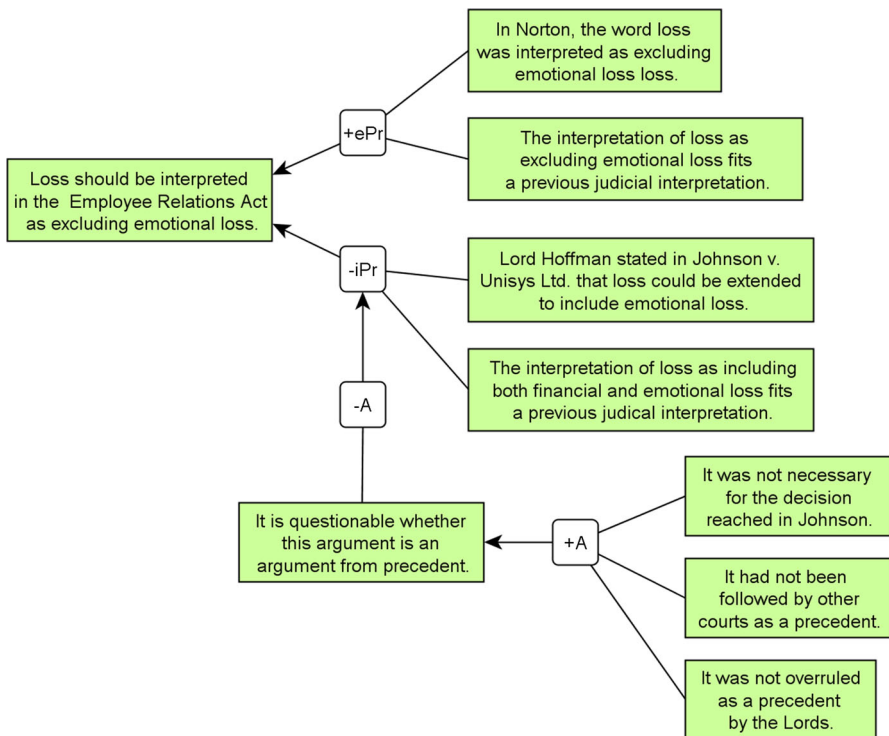 In Norton, the word loss
was interpreted as excluding
emotional loss loss.
+ePr
The interpretation of loss as
excluding emotional loss fits
a previous judicial interpretation.
Loss should be interpreted
in the Employee Relations Act
as excluding emotional loss.
-iPr
Lord Hoffman stated in Johnson v.
Unisys Ltd. that loss could be extended
to include emotional loss.
The interpretation of loss as including
both financial and emotional loss fits
a previous judical interpretation.
-A
It was not necessary
for the decision
reached in Johnson.
It is questionable whether
this argument is an
argument from precedent.
+A
It had not been
followed by other
courts as a precedent.
It was not overruled
as a precedent
by the Lords.